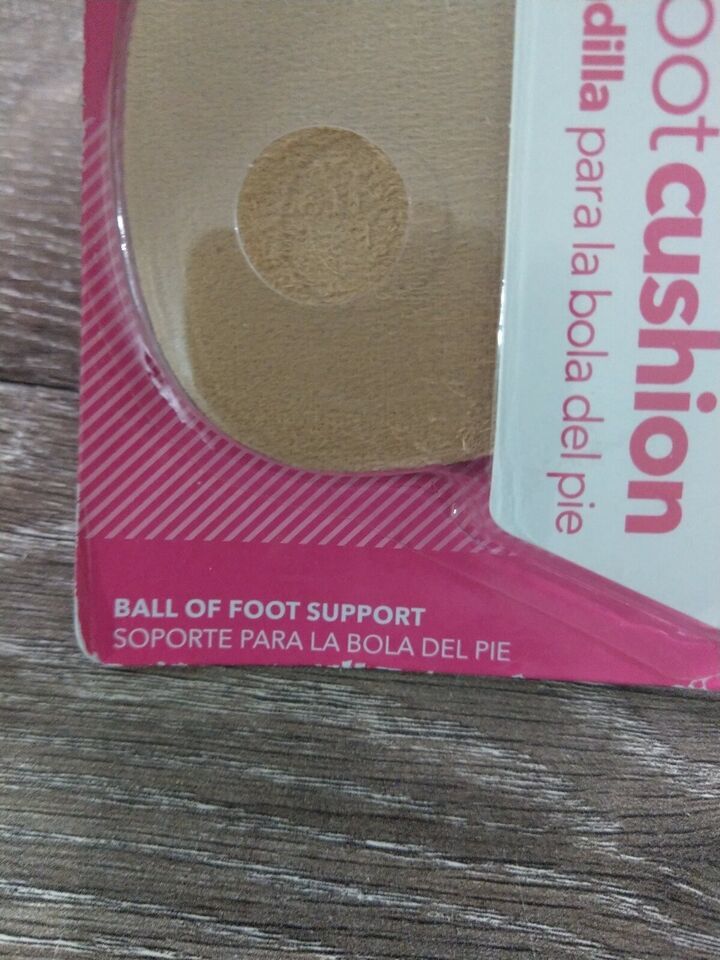 oot cushion
dilla para la bola del pie
BALL OF FOOT SUPPORT
SOPORTE PARA LA BOLA DEL PIE